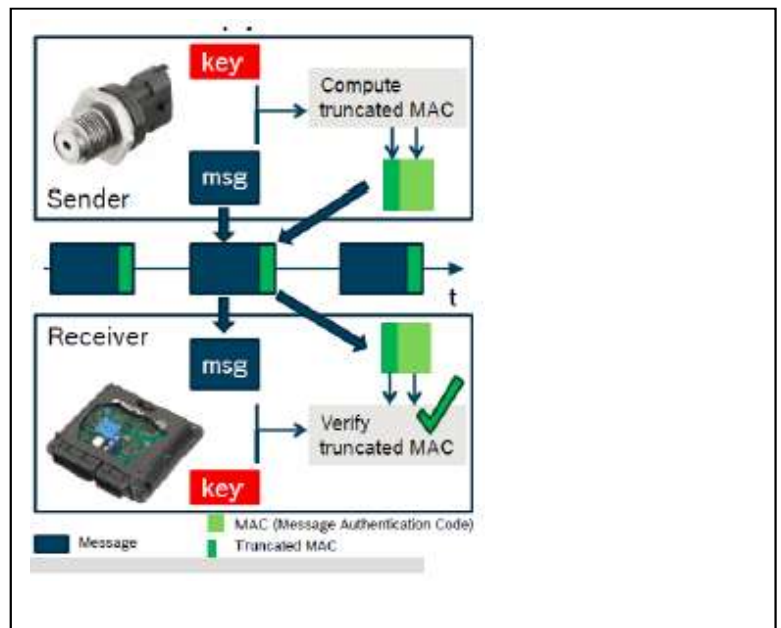 key
Compute
truncated MAC
msg
Sender
t
Receiver
msg
Verify
truncated MAC
key
MAC (Message Authentication Code)
Message
Truncated MAC